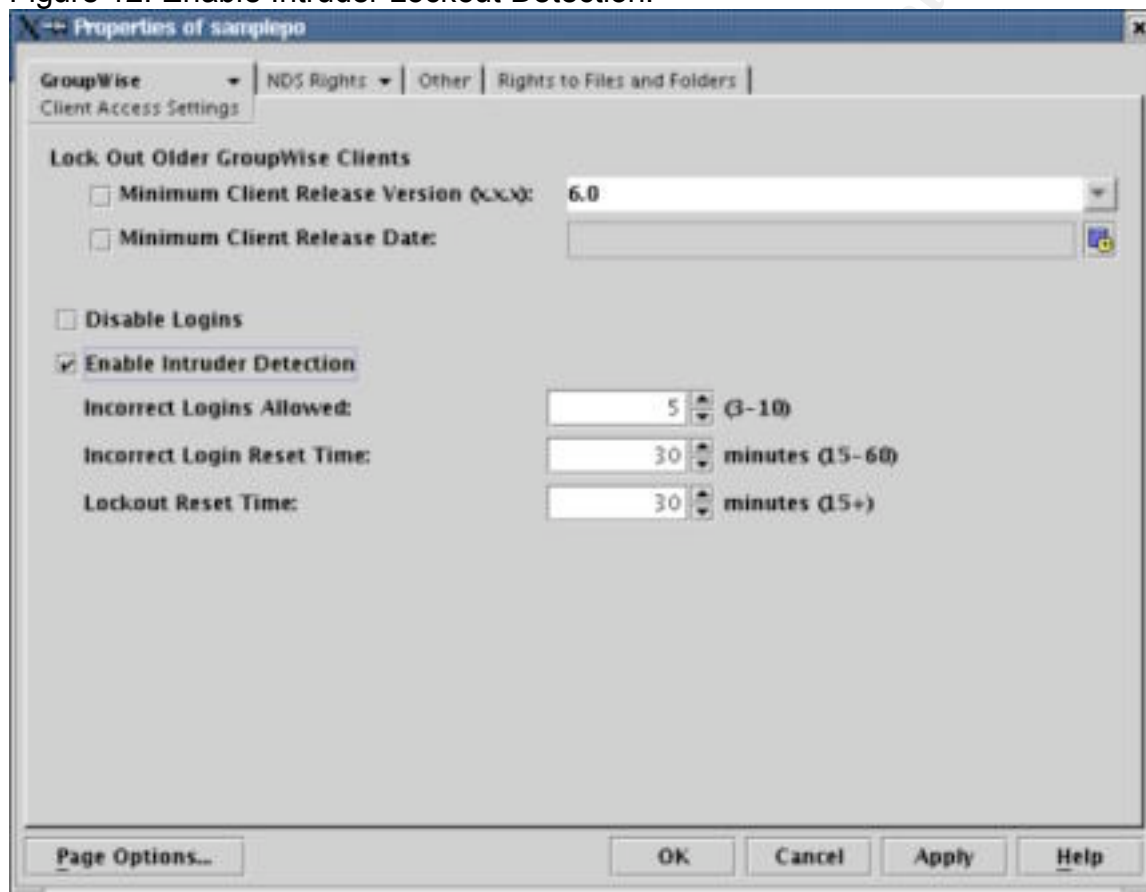 Figure 12: Enable Intruder Lockout Detection.
Properties of samplepo
GroupWise NDS Rights Other Rights to Files and Folders
Client Access Settings
Lock Out Older GroupWise Clients
Minimum Client Release Version (x.x.x): 6.0
Minimum Client Release Date:
Disable Logins
Enable Intruder Detection
Incorrect Logins Allowed: 5 (3-10)
Incorrect Login Reset Time: 30 minutes (15-60)
Lockout Reset Time: 30 minutes (15+)
Page Options... OK Cancel Apply Help